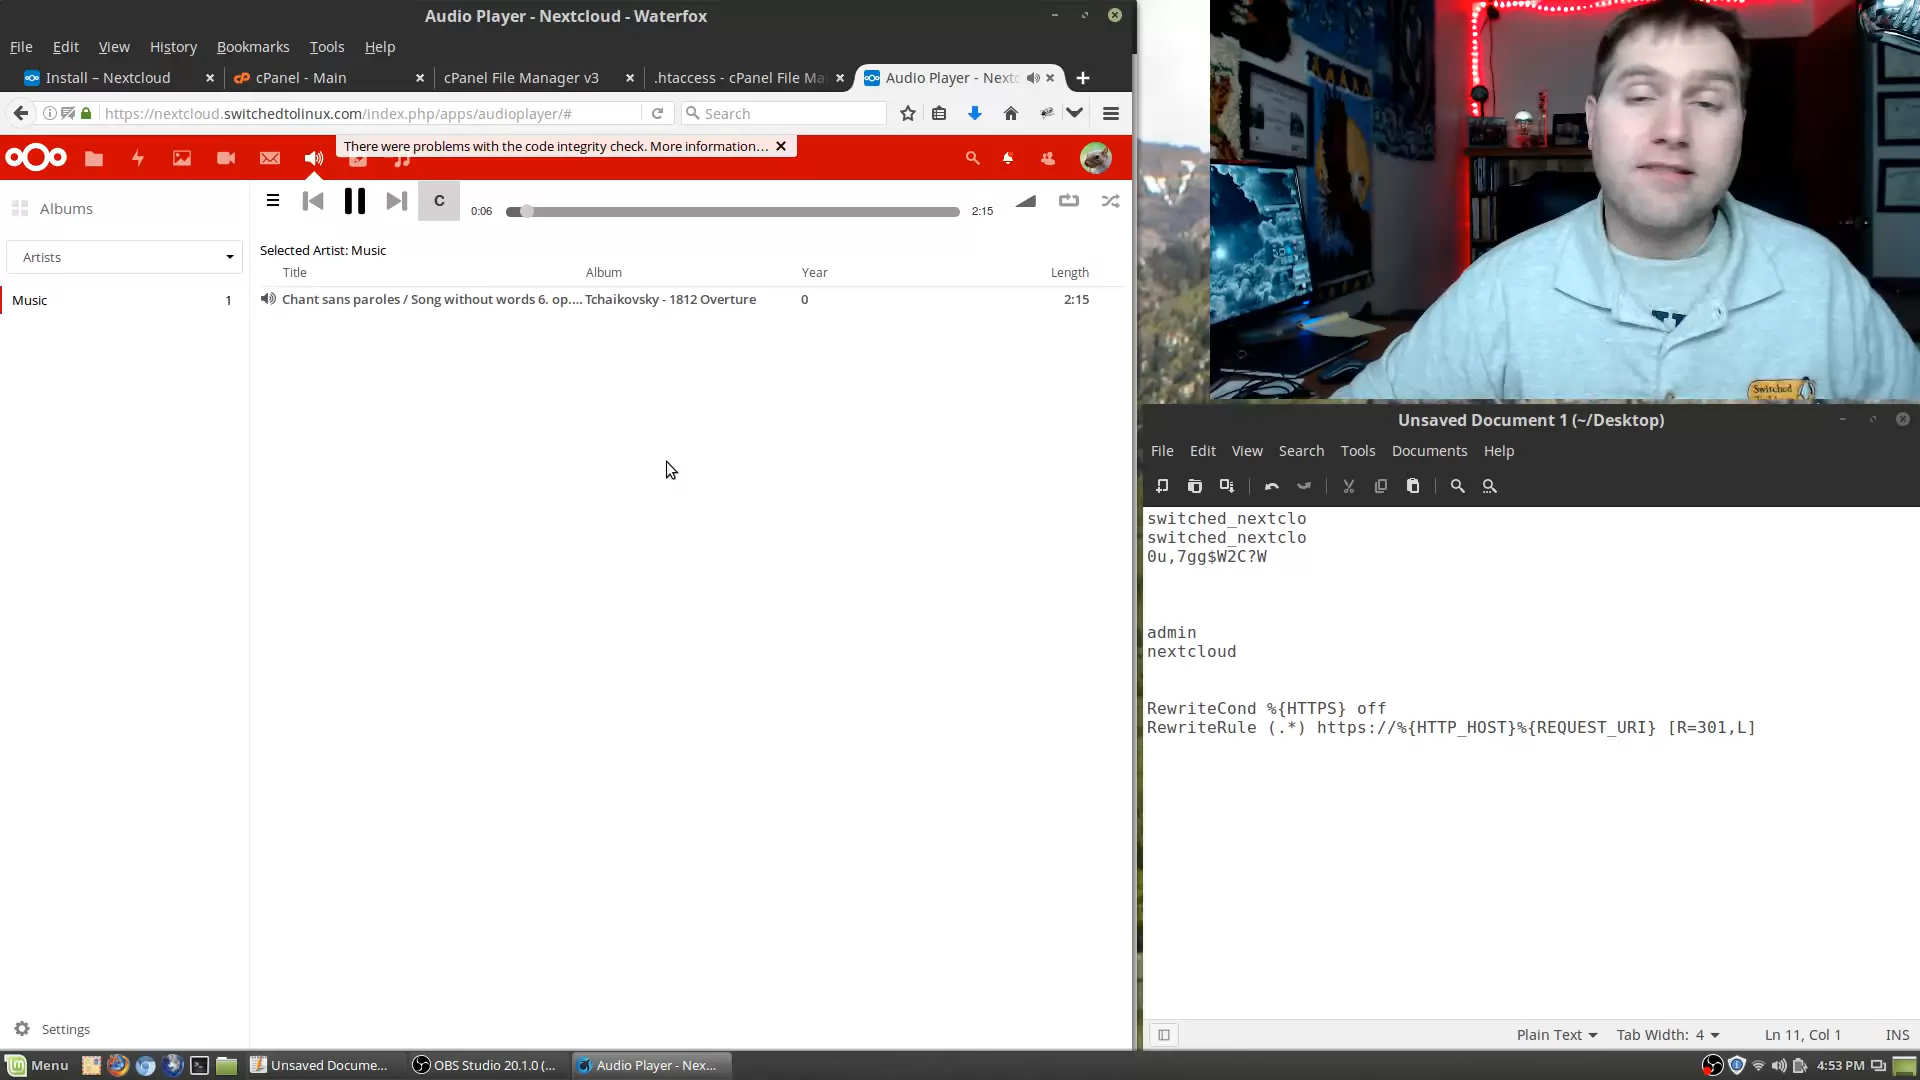 Audio Player - Nextcloud - Waterfox
File Edit View History Bookmarks Tools Help
Install – Nextcloud
cPanel - Main
cPanel File Manager v3
.htaccess - cPanel File Ma
Audio Player - Nextc
https://nextcloud.switchedtolinux.com/index.php/apps/audioplayer/#
Search
There were problems with the code integrity check. More information…
Albums
C
0:06
2:15
Artists
Selected Artist: Music
Title Album Year Length
Music 1
Chant sans paroles / Song without words 6. op.... Tchaikovsky - 1812 Overture 0 2:15
Settings
Switched
Unsaved Document 1 (~/Desktop)
File Edit View Search Tools Documents Help
switched_nextclo
switched_nextclo
0u,7gg$W2C?W
admin
nextcloud
RewriteCond %{HTTPS} off
RewriteRule (.*) https://%{HTTP_HOST}%{REQUEST_URI} [R=301,L]
Plain Text Tab Width: 4 Ln 11, Col 1 INS
Menu
Unsaved Docume...
OBS Studio 20.1.0 (...
Audio Player - Nex...
4:53 PM